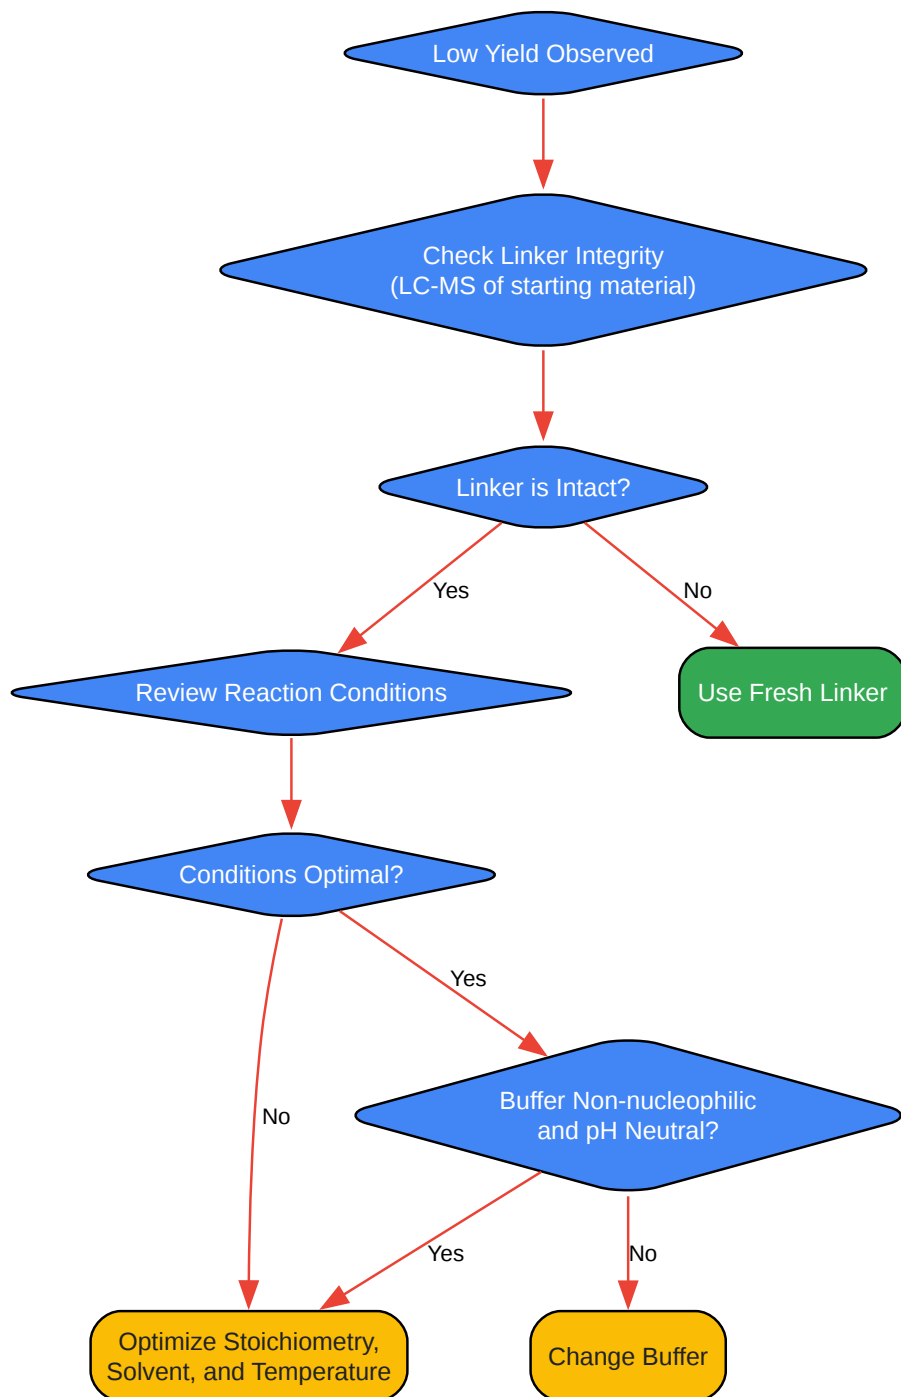 Low Yield Observed
Check Linker Integrity
(LC-MS of starting material)
Linker is Intact?
Yes
No
Review Reaction Conditions
Use Fresh Linker
Conditions Optimal?
Yes
No
Buffer Non-nucleophilic
and pH Neutral?
Yes
No
Optimize Stoichiometry,
Solvent, and Temperature
Change Buffer